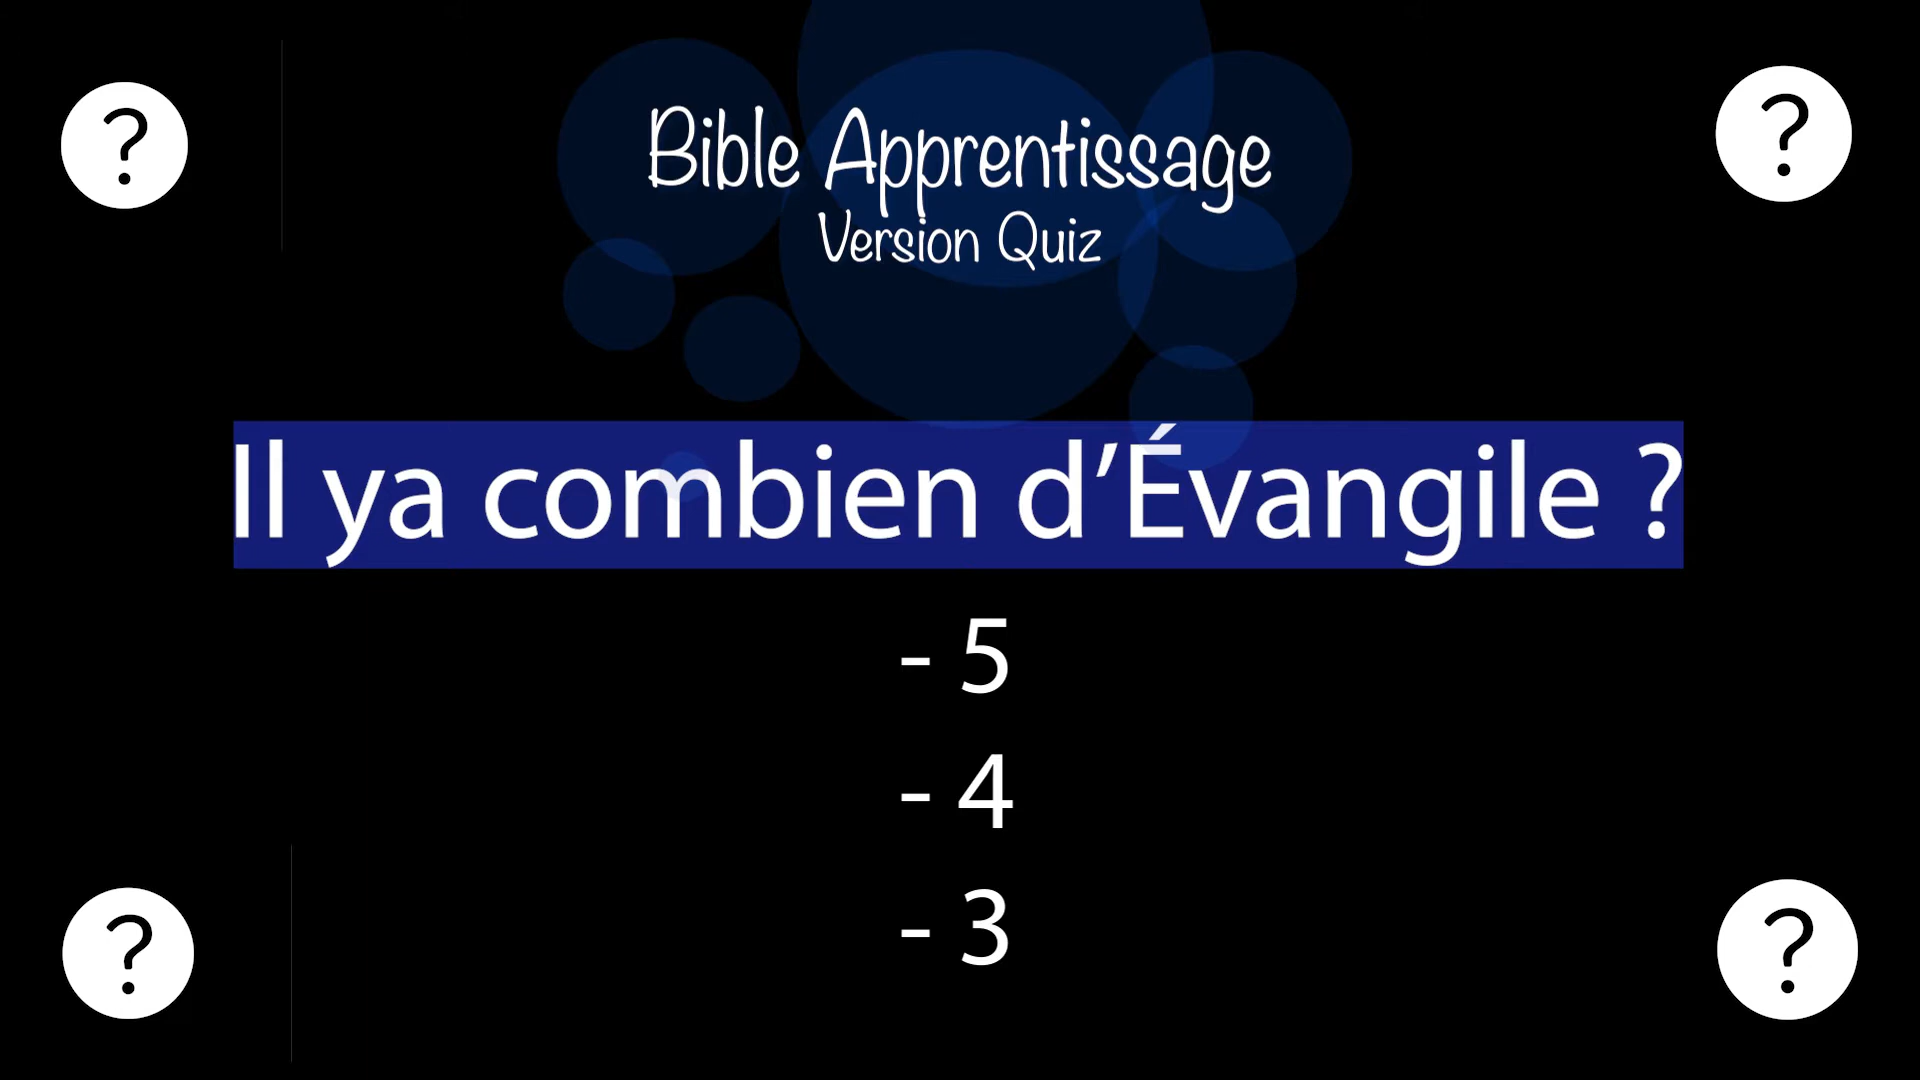 ?
?
Bible Apprentissage
Version Quiz
Il ya combien d’Évangile ?
- 5
- 4
- 3
?
?